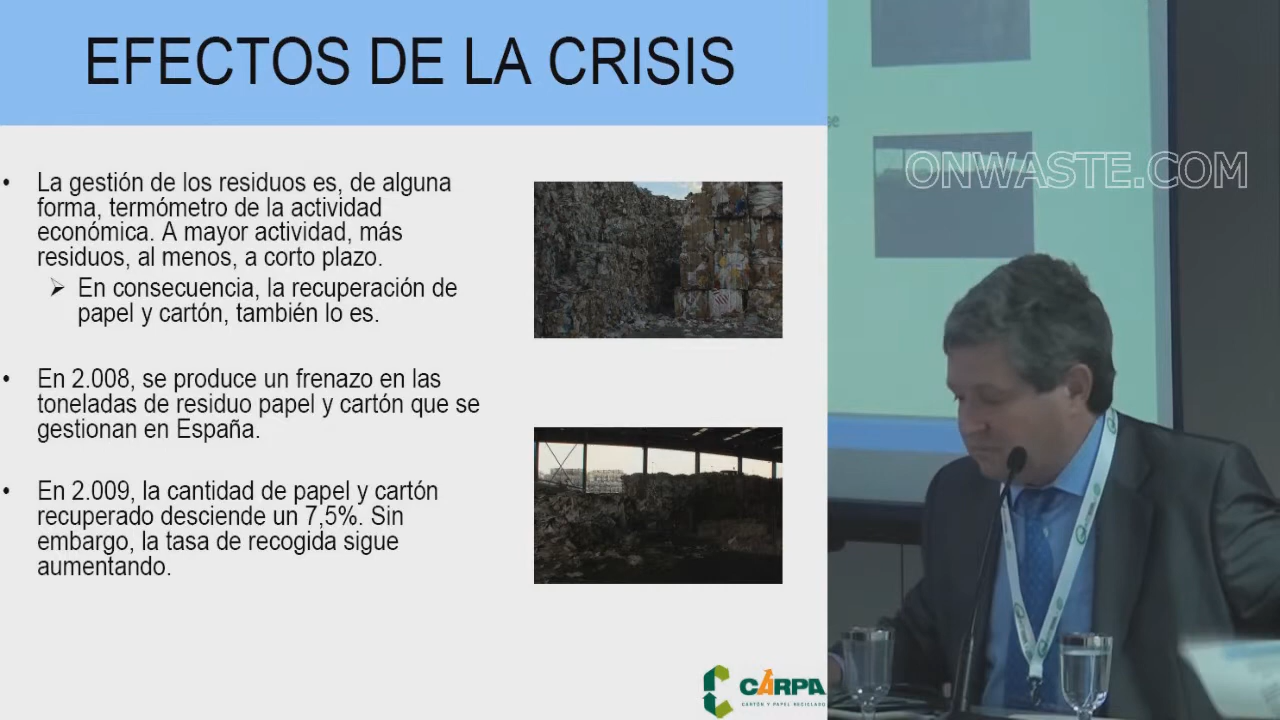 EFECTOS DE LA CRISIS
• La gestión de los residuos es, de alguna
forma, termómetro de la actividad
económica. A mayor actividad, más
residuos, al menos, a corto plazo.
➢ En consecuencia, la recuperación de
papel y cartón, también lo es.
• En 2.008, se produce un frenazo en las
toneladas de residuo papel y cartón que se
gestionan en España.
• En 2.009, la cantidad de papel y cartón
recuperado desciende un 7,5%. Sin
embargo, la tasa de recogida sigue
aumentando.
CARPA
CARTÓN Y PAPEL RECICLADO
se
ONWASTE.COM